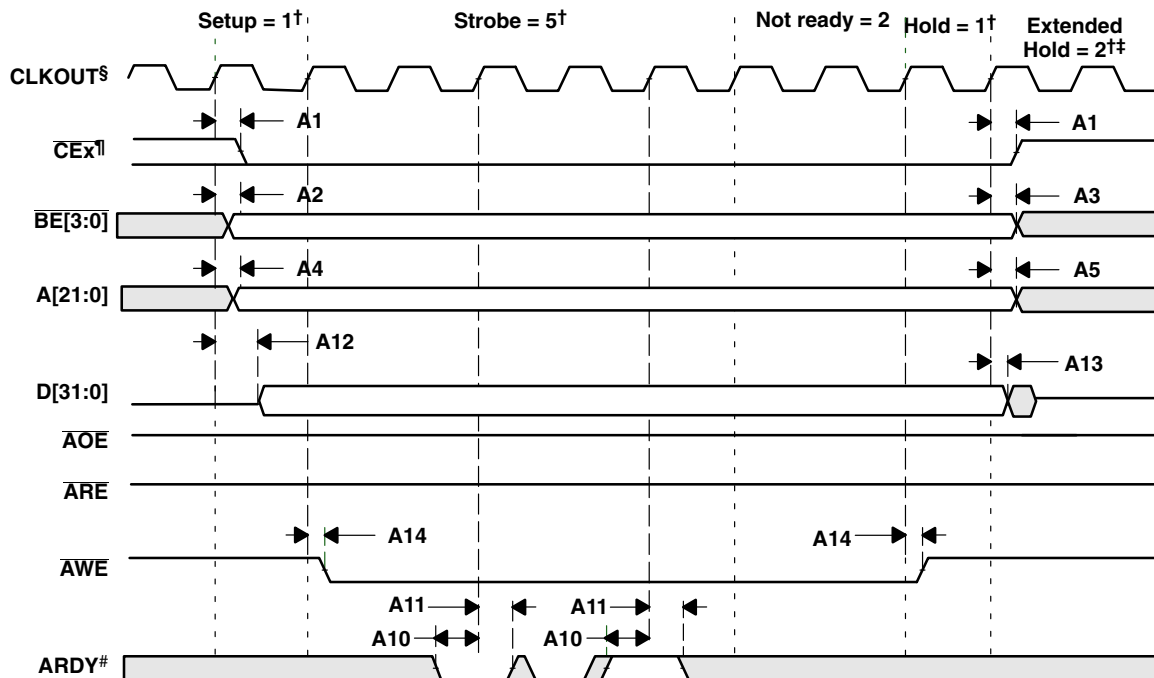 Setup = 1† Strobe = 5† Not ready = 2 Hold = 1† Extended
Hold = 2†‡
CLKOUT§
A1 A1
CEx¶
A2 A3
BE[3:0]
A4 A5
A[21:0]
A12
A13
D[31:0]
AOE
ARE
A14 A14
AWE
A11 A11
A10 A10
ARDY#